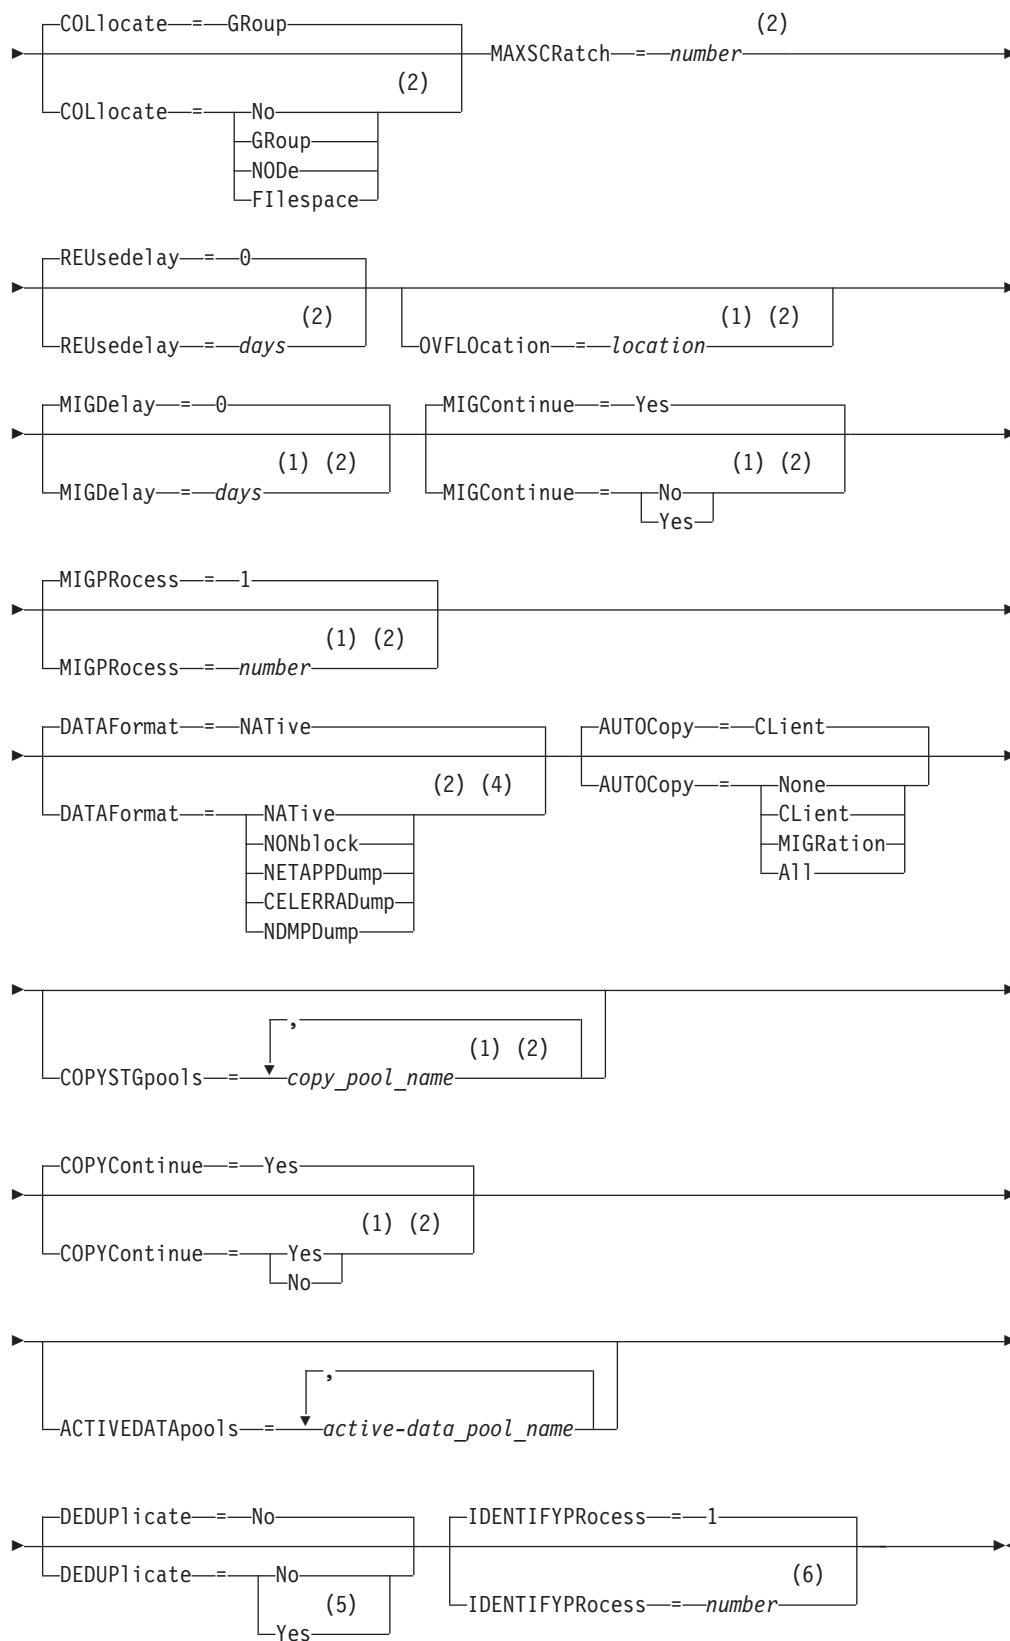 COLlocate = GRoup
(2)
MAXSCRatch = number
(2)
COLlocate = No
GRoup
NODe
FIlespace
REUsedelay = 0
(2)
(1) (2)
REUsedelay = days
OVFLOcation = location
MIGDelay = 0
MIGContinue = Yes
(1) (2)
(1) (2)
MIGDelay = days
MIGContinue = No
Yes
MIGPRocess = 1
(1) (2)
MIGPRocess = number
DATAFormat = NATive
AUTOCopy = CLient
(2) (4)
AUTOCopy = None
DATAFormat = NATive
CLient
NONblock
MIGRation
NETAPPDump
All
CELERRADump
NDMPDump
,
(1) (2)
COPYSTGpools = copy_pool_name
COPYContinue = Yes
(1) (2)
COPYContinue = Yes
No
,
ACTIVEDATApools = active-data_pool_name
DEDUPlicate = No
IDENTIFYPRocess = 1
DEDUPlicate = No
(6)
(5)
IDENTIFYPRocess = number
Yes